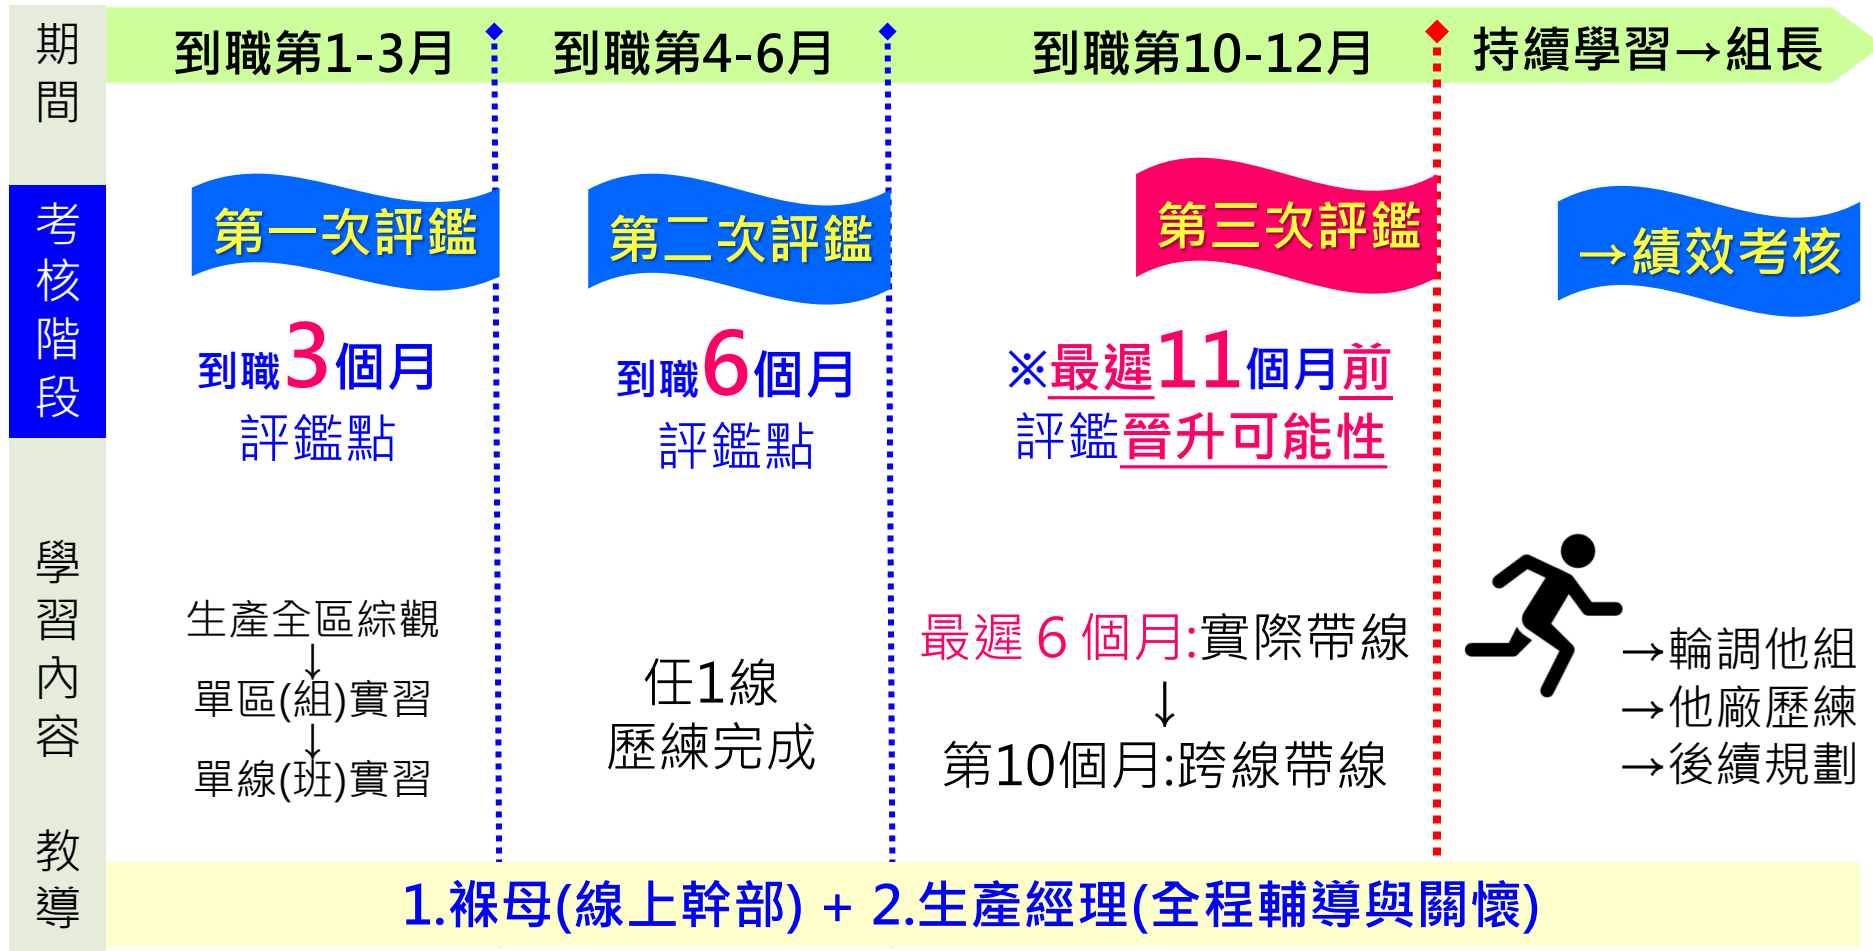 期間
到職第1-3月
到職第4-6月
到職第10-12月
持續學習→組長
考核階段
第一次評鑑
第二次評鑑
第三次評鑑
→績效考核
到職3個月
評鑑點
到職6個月
評鑑點
※最遲11個月前
評鑑晉升可能性
學習內容
生產全區綜觀
↓
單區(組)實習
↓
單線(班)實習
任1線
歷練完成
最遲6個月:實際帶線
↓
第10個月:跨線帶線
→輪調他組
→他廠歷練
→後續規劃
教導
1.褓母(線上幹部) + 2.生產經理(全程輔導與關懷)